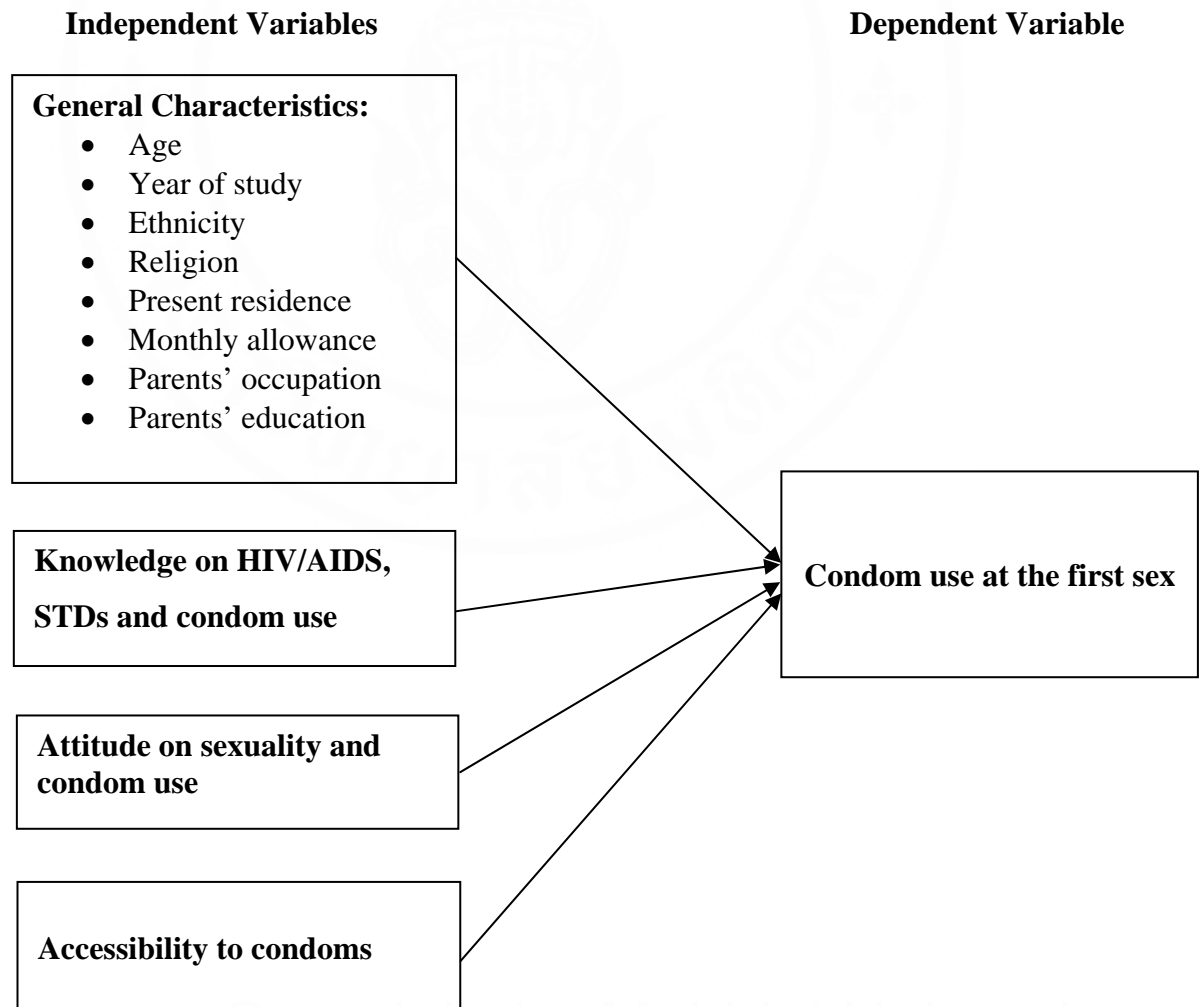 Independent Variables
Dependent Variable
General Characteristics:
• Age
• Year of study
• Ethnicity
• Religion
• Present residence
• Monthly allowance
• Parents’ occupation
• Parents’ education
Knowledge on HIV/AIDS,
STDs and condom use
Attitude on sexuality and
condom use
Accessibility to condoms
Condom use at the first sex